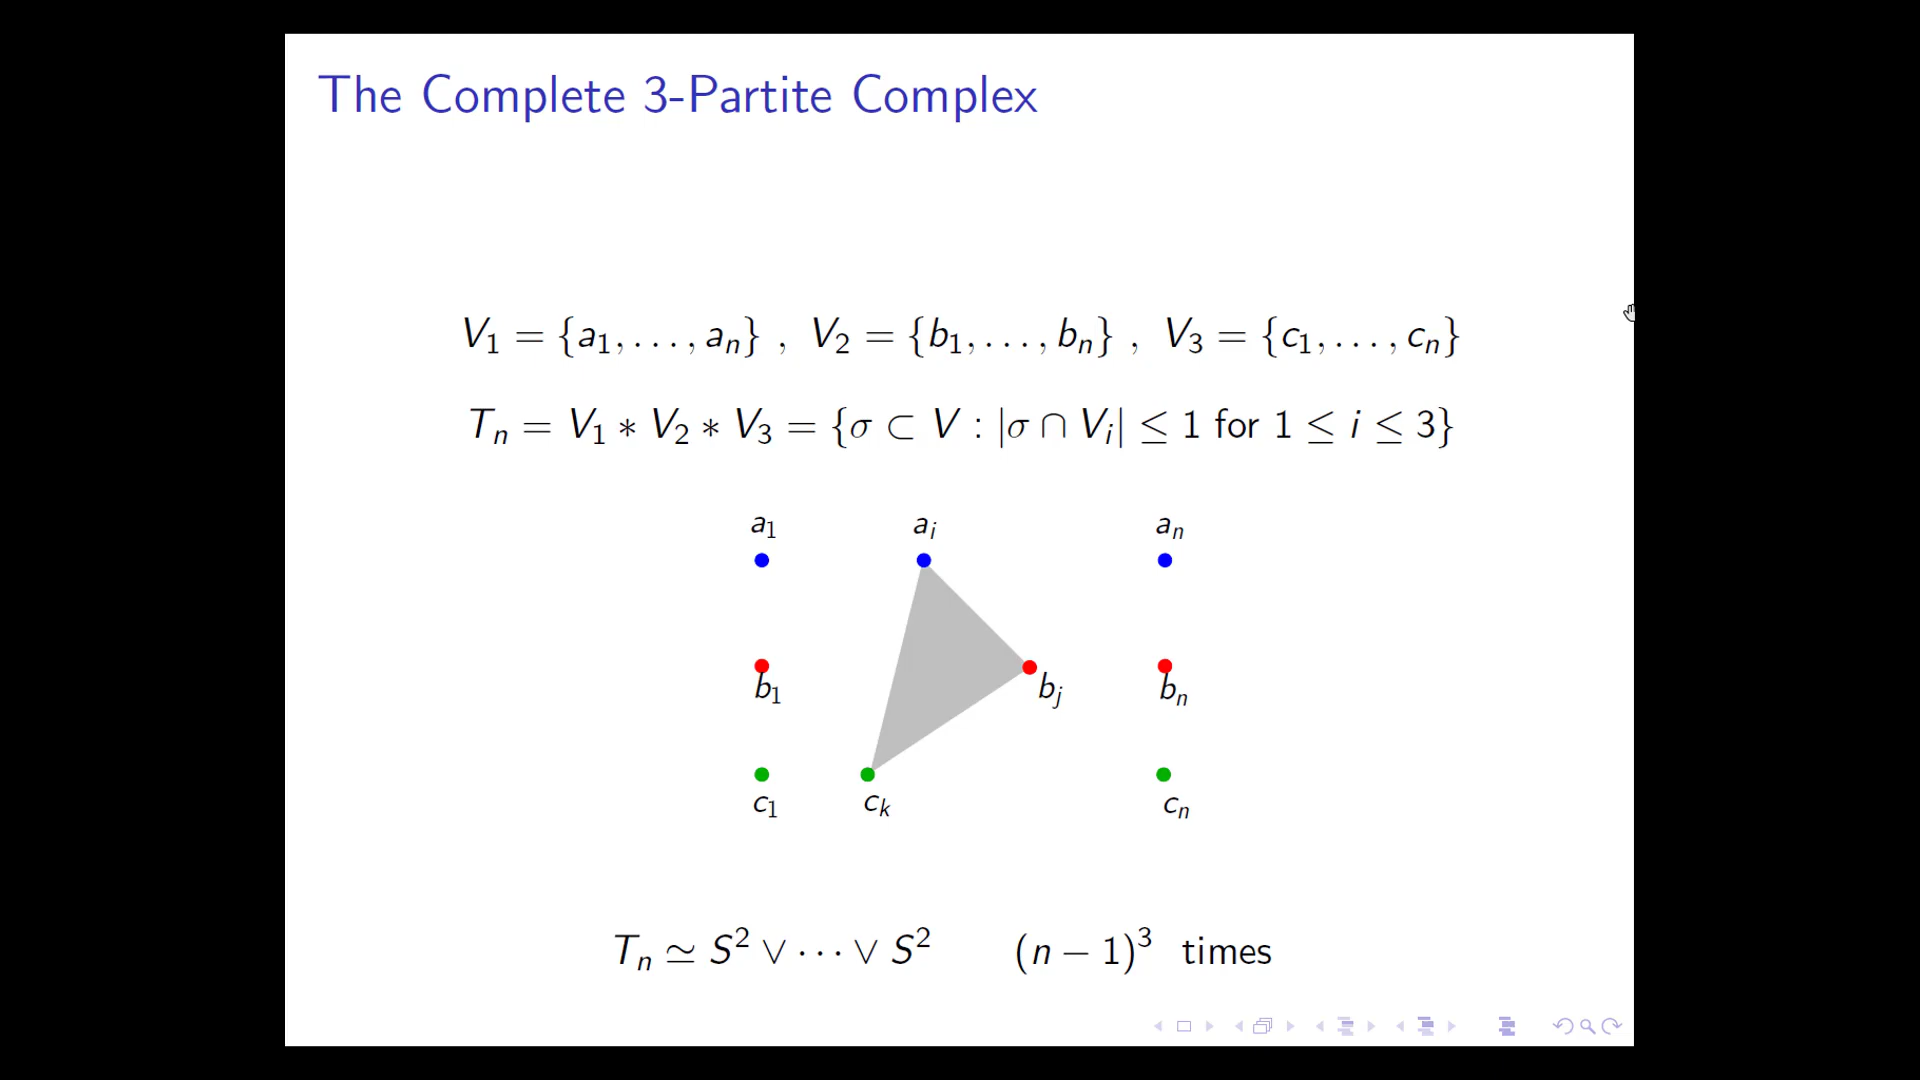 The Complete 3-Partite Complex
V₁ = {a₁, . . . , aₙ} , V₂ = {b₁, . . . , bₙ} , V₃ = {c₁, . . . , cₙ}
Tₙ = V₁ ∗ V₂ ∗ V₃ = {σ ⊂ V : |σ ∩ Vᵢ| ≤ 1 for 1 ≤ i ≤ 3}
a₁ aᵢ aₙ
b₁ bⱼ bₙ
c₁ cₖ cₙ
Tₙ ≃ S² ∨ · · · ∨ S² (n − 1)³ times